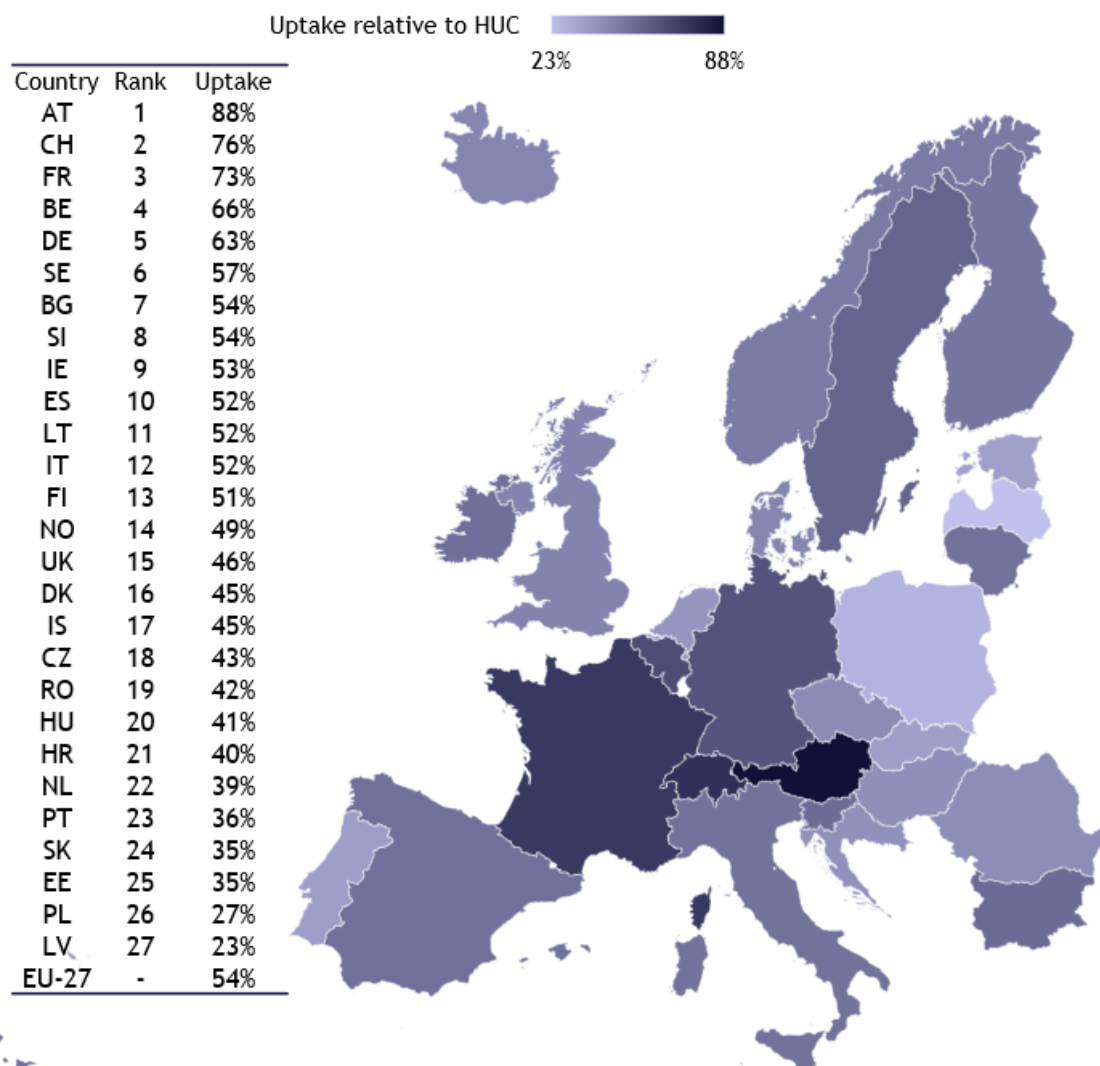 Uptake relative to HUC
23% 88%
Country Rank Uptake
AT 1 88%
CH 2 76%
FR 3 73%
BE 4 66%
DE 5 63%
SE 6 57%
BG 7 54%
SI 8 54%
IE 9 53%
ES 10 52%
LT 11 52%
IT 12 52%
FI 13 51%
NO 14 49%
UK 15 46%
DK 16 45%
IS 17 45%
CZ 18 43%
RO 19 42%
HU 20 41%
HR 21 40%
NL 22 39%
PT 23 36%
SK 24 35%
EE 25 35%
PL 26 27%
LV 27 23%
EU-27 - 54%